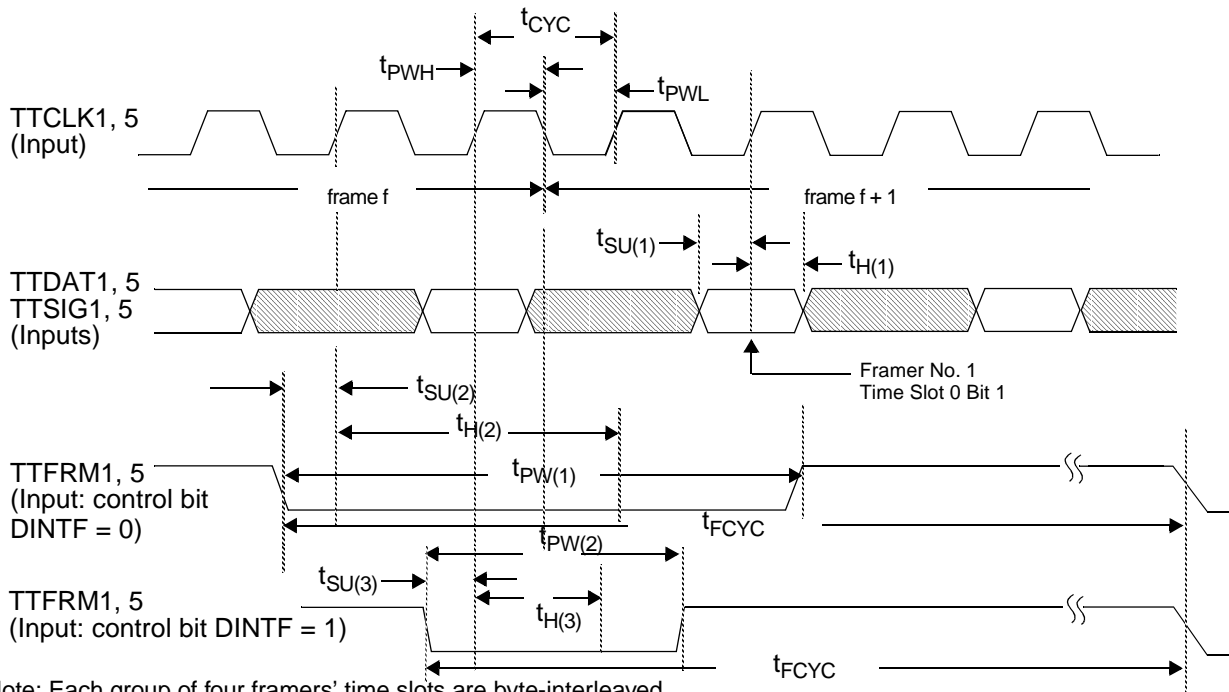 tCYC
tPWH
tPWL
TTCLK1, 5
(Input)
frame f
frame f + 1
tSU(1)
tH(1)
TTDAT1, 5
TTSIG1, 5
(Inputs)
Framer No. 1
Time Slot 0 Bit 1
tSU(2)
tH(2)
tPW(1)
TTFRM1, 5
(Input: control bit
DINTF = 0)
tFCYC
tPW(2)
tSU(3)
tH(3)
TTFRM1, 5
(Input: control bit DINTF = 1)
tFCYC
Note: Each group of four framers' time slots are byte-interleaved